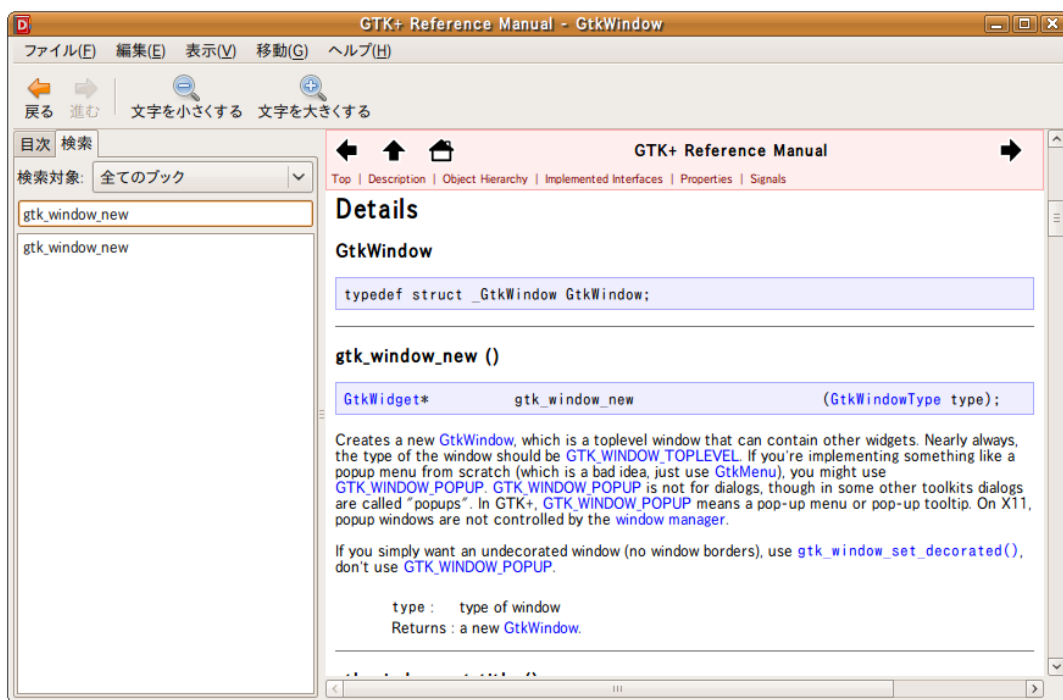 GTK+ Reference Manual - GtkWindow
ファイル(F) 編集(E) 表示(V) 移動(G) ヘルプ(H)
戻る 進む 文字を小さくする 文字を大きくする
目次 検索
検索対象: 全てのブック
gtk_window_new
gtk_window_new
GTK+ Reference Manual
Top | Description | Object Hierarchy | Implemented Interfaces | Properties | Signals
Details
GtkWindow
typedef struct _GtkWindow GtkWindow;
gtk_window_new ()
GtkWidget* gtk_window_new (GtkWindowType type);
Creates a new GtkWindow, which is a toplevel window that can contain other widgets. Nearly always,
the type of the window should be GTK_WINDOW_TOPLEVEL. If you're implementing something like a
popup menu from scratch (which is a bad idea, just use GtkMenu), you might use
GTK_WINDOW_POPUP. GTK_WINDOW_POPUP is not for dialogs, though in some other toolkits dialogs
are called "popups". In GTK+, GTK_WINDOW_POPUP means a pop-up menu or pop-up tooltip. On X11,
popup windows are not controlled by the window manager.
If you simply want an undecorated window (no window borders), use gtk_window_set_decorated(),
don't use GTK_WINDOW_POPUP.
type : type of window
Returns : a new GtkWindow.